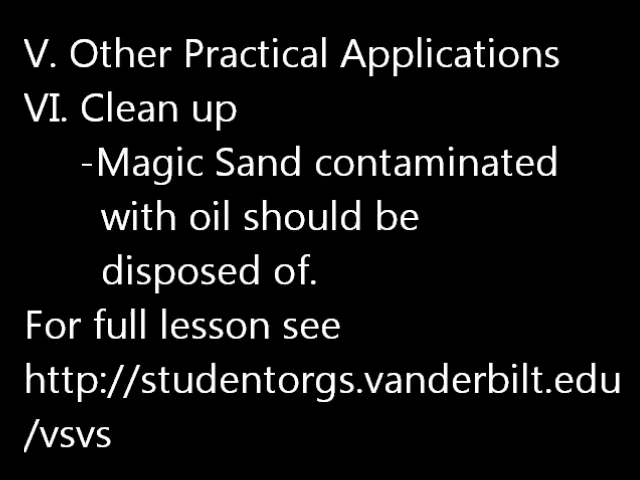 V. Other Practical Applications
VI. Clean up
-Magic Sand contaminated
with oil should be
disposed of.
For full lesson see
http://studentorgs.vanderbilt.edu
/vsvs